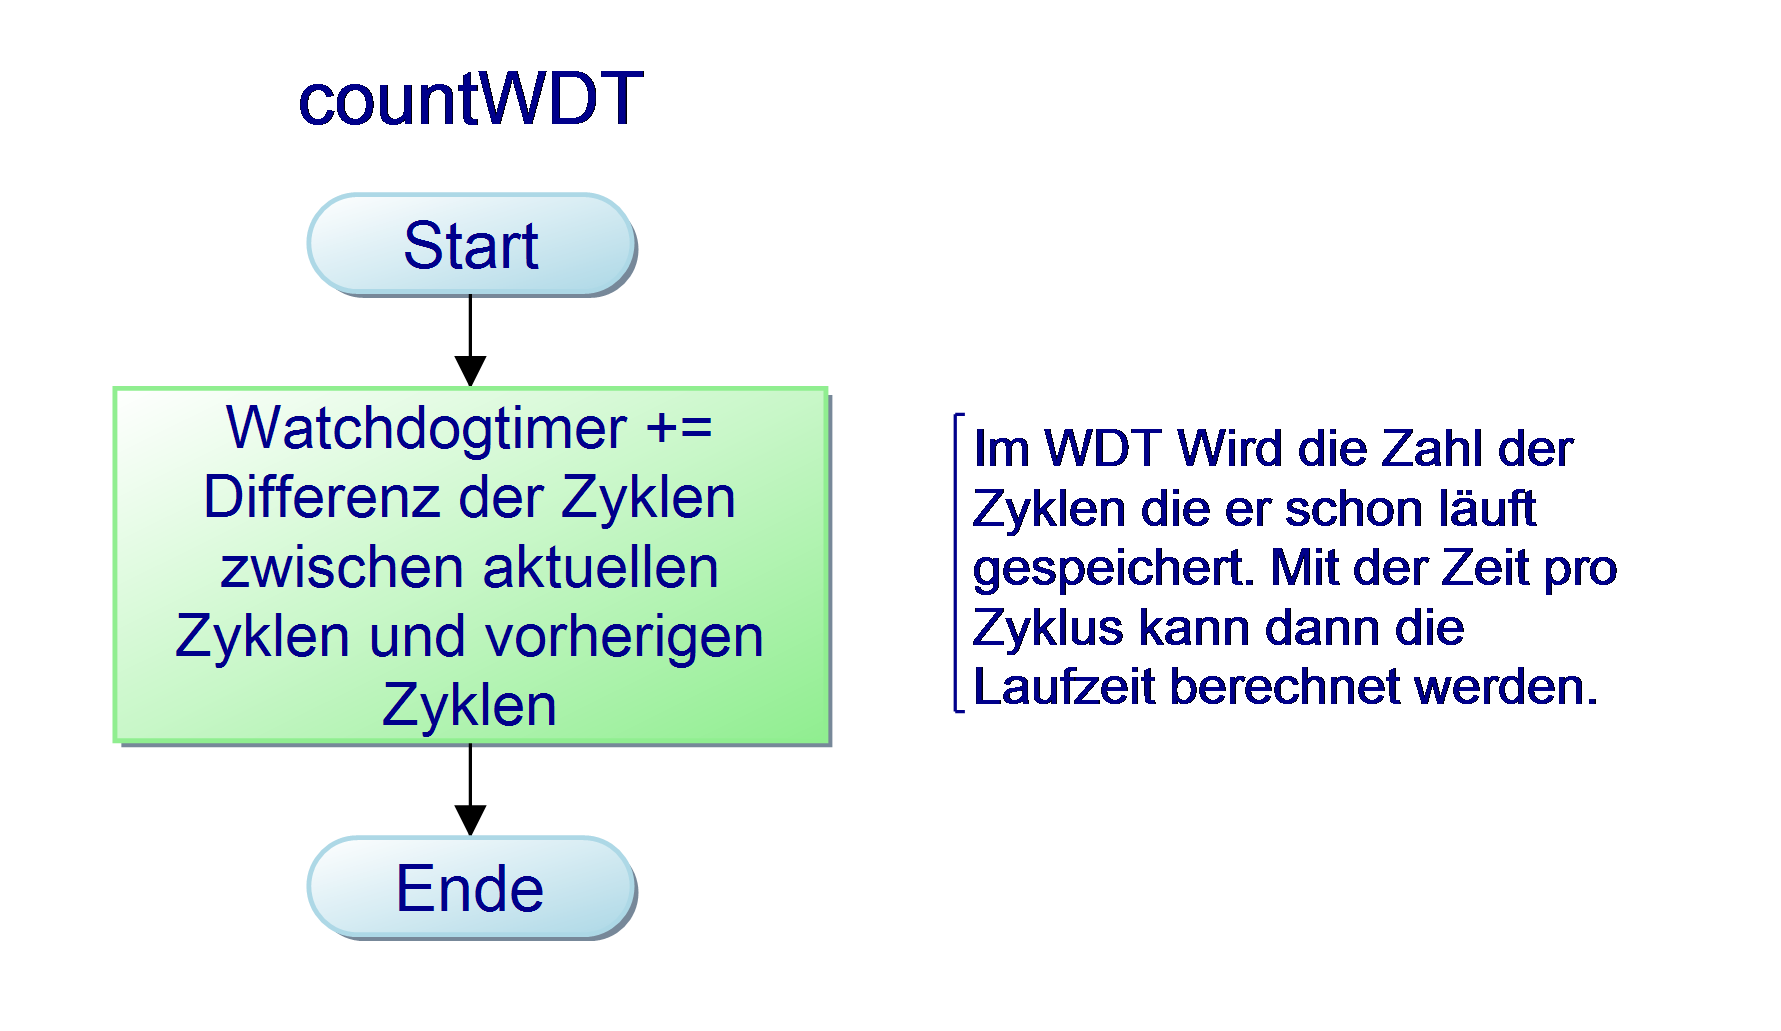 countWDT
Start
Watchdogtimer +=
Differenz der Zyklen
zwischen aktuellen
Zyklen und vorherigen
Zyklen
Im WDT Wird die Zahl der
Zyklen die er schon läuft
gespeichert. Mit der Zeit pro
Zyklus kann dann die
Laufzeit berechnet werden.
Ende